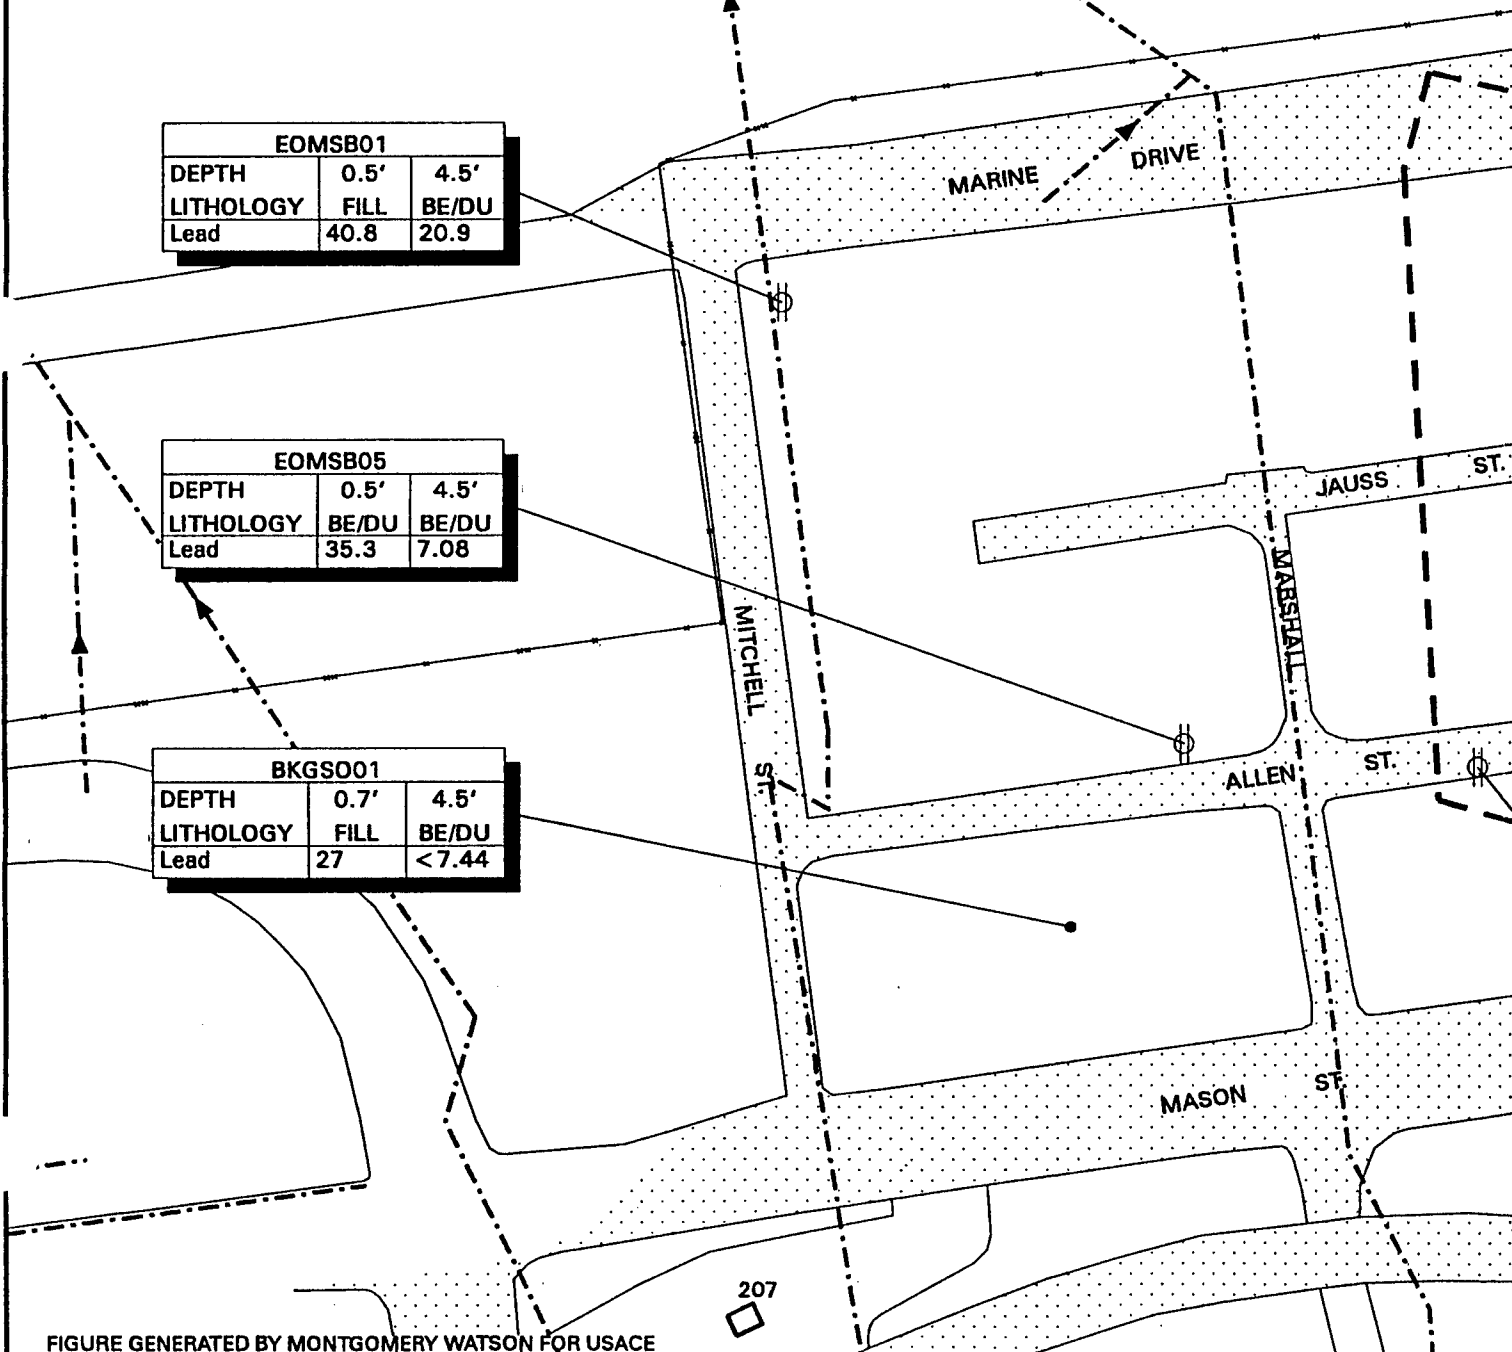 EOMSB01
DEPTH 0.5' 4.5'
LITHOLOGY FILL BE/DU
Lead 40.8 20.9
MARINE DRIVE
EOMSB05
DEPTH 0.5' 4.5'
LITHOLOGY BE/DU BE/DU
Lead 35.3 7.08
JAUSS ST.
MARSHALL
MITCHELL ST.
BKGSO01
DEPTH 0.7' 4.5'
LITHOLOGY FILL BE/DU
Lead 27 <7.44
ALLEN ST.
MASON ST.
207
FIGURE GENERATED BY MONTGOMERY WATSON FOR USACE